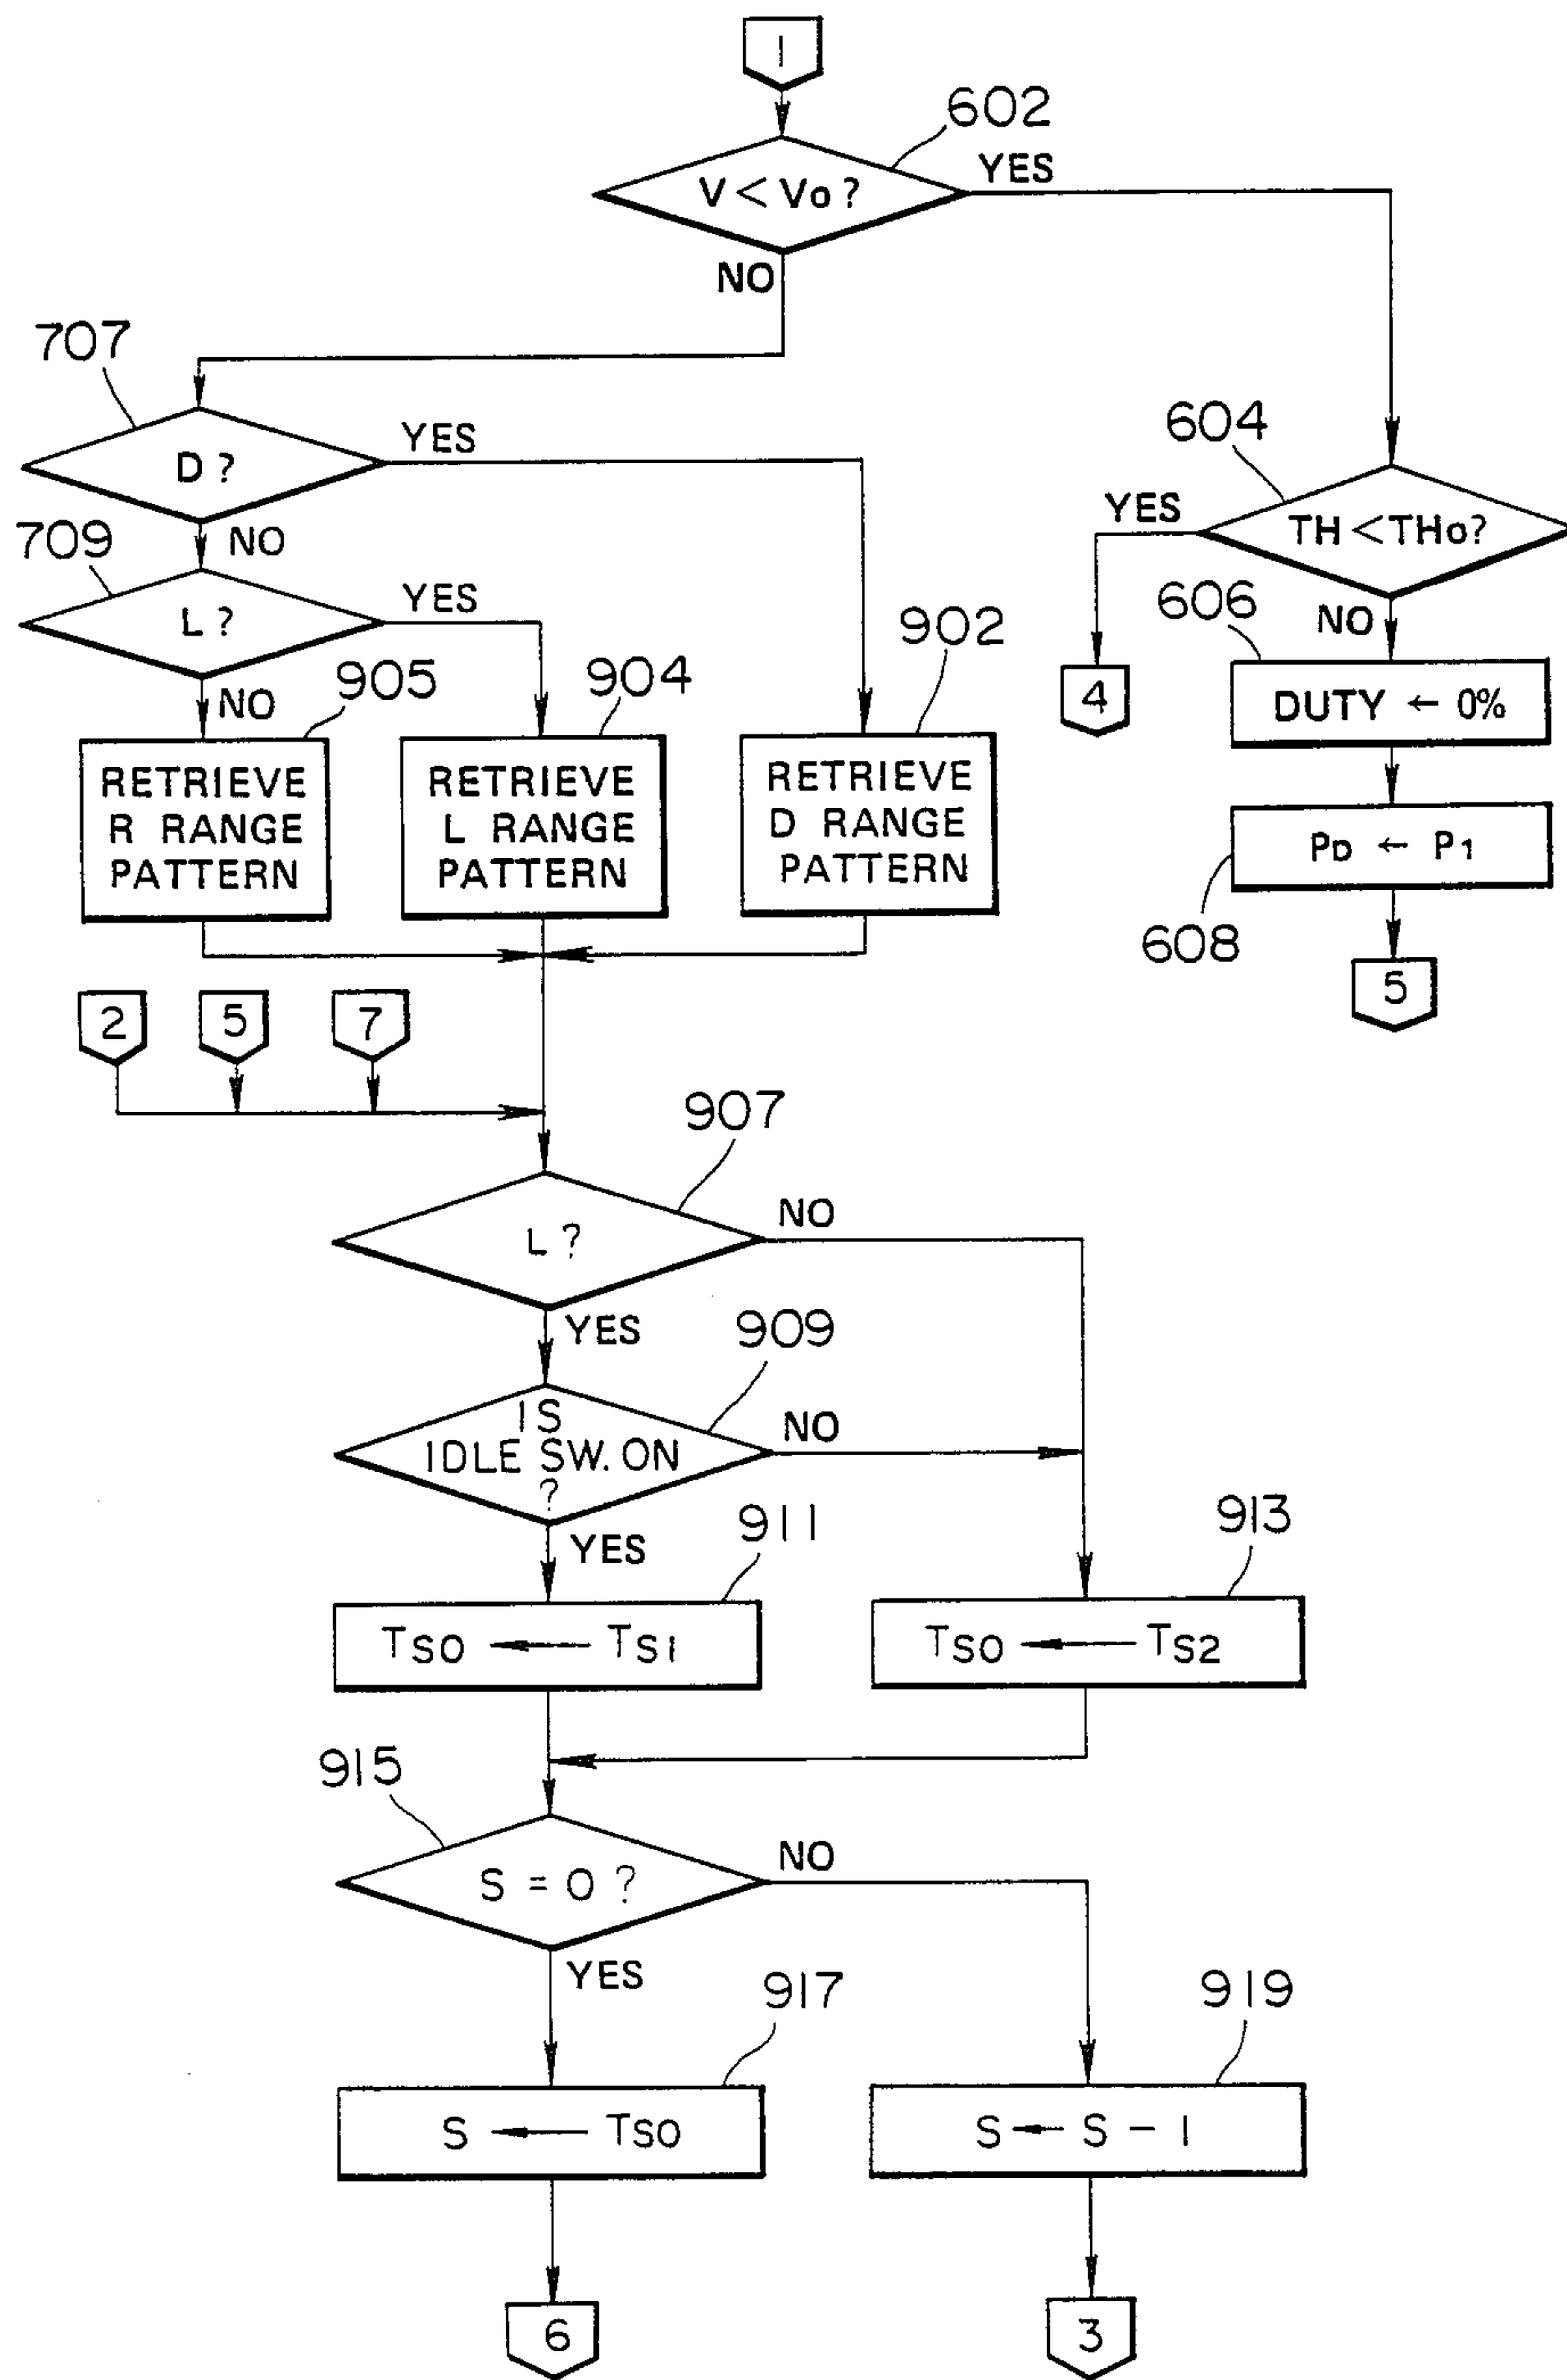 1
602
V < Vo ?
YES
NO
707
D ?
YES
NO
604
TH < THo?
YES
NO
709
L ?
YES
NO
606
DUTY ← 0%
4
905
904
902
RETRIEVE
R RANGE
PATTERN
RETRIEVE
L RANGE
PATTERN
RETRIEVE
D RANGE
PATTERN
PD ← P1
608
5
2
5
7
907
L ?
NO
YES
909
IS
IDLE SW. ON
?
NO
YES
911
913
TS0 ← TS1
TS0 ← TS2
915
S = 0 ?
NO
YES
917
919
S ← TS0
S ← S - 1
6
3